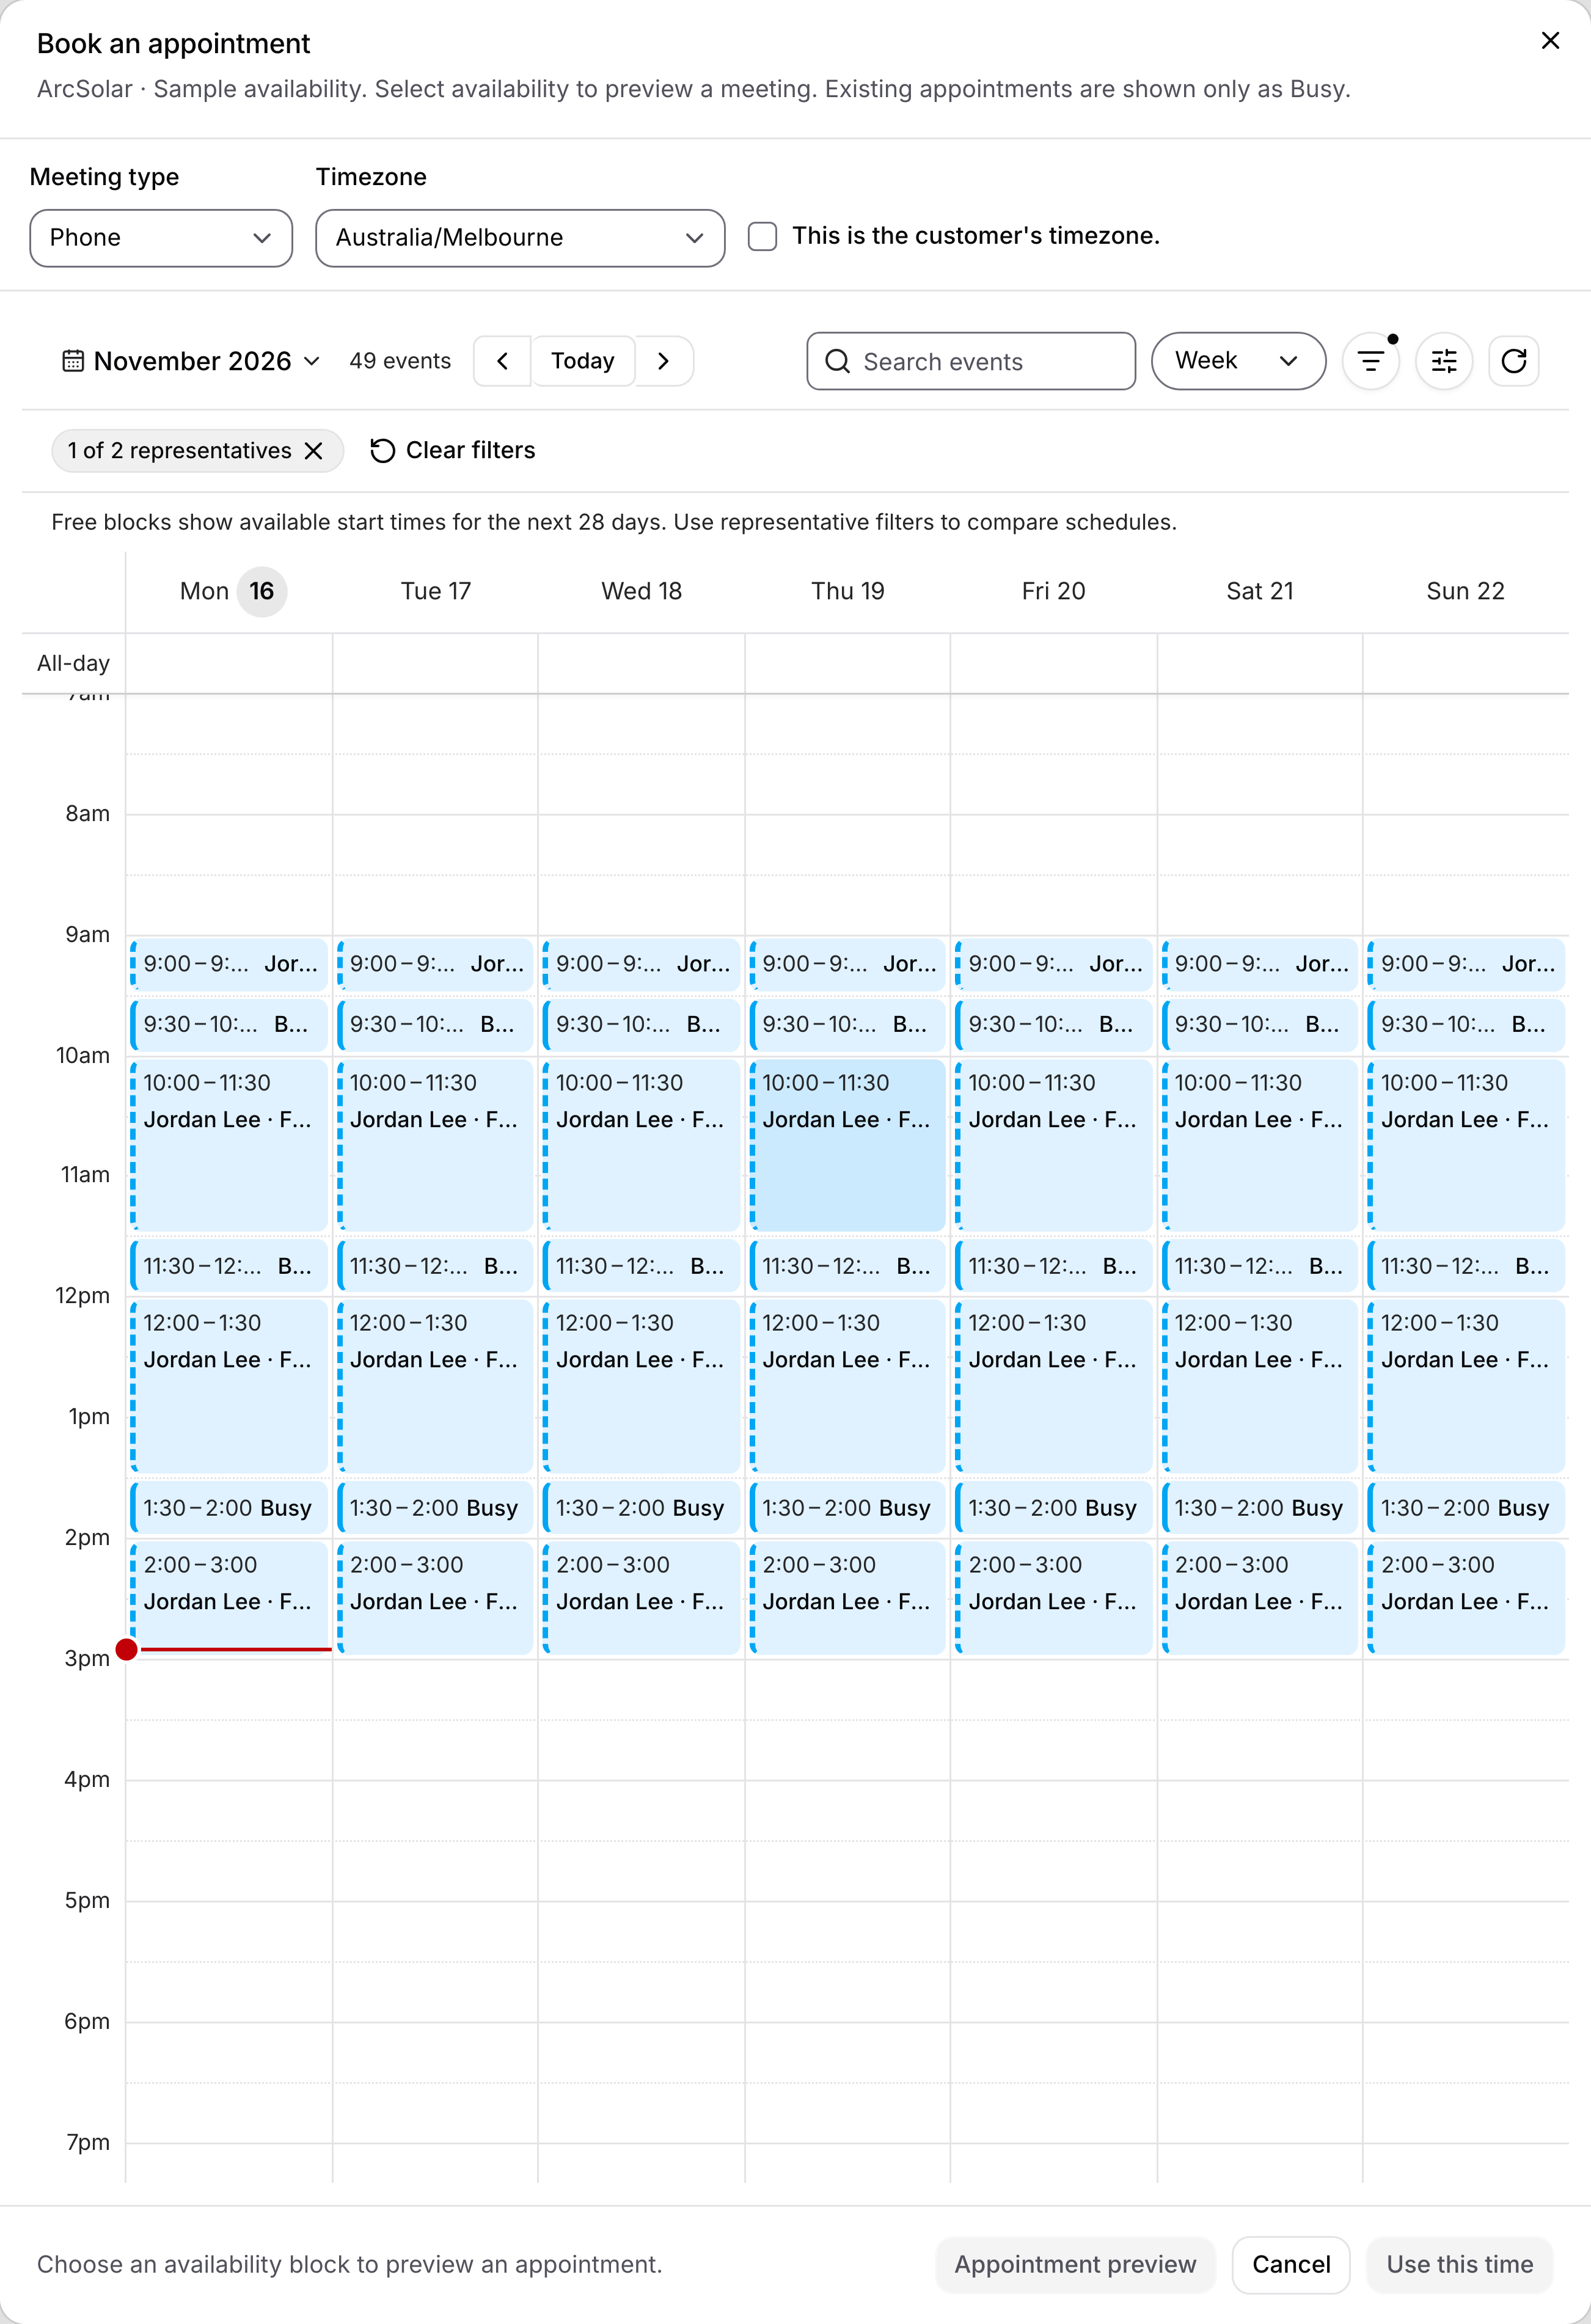 Book an appointment
ArcSolar · Sample availability. Select availability to preview a meeting. Existing appointments are shown only as Busy.
Meeting type
Timezone
Phone
Australia/Melbourne
This is the customer's timezone.
November 2026
49 events
Today
Search events
Week
1 of 2 representatives
Clear filters
Free blocks show available start times for the next 28 days. Use representative filters to compare schedules.
Mon 16 Tue 17 Wed 18 Thu 19 Fri 20 Sat 21 Sun 22
All-day
7am
8am
9am
9:00 – 9:... Jor... 9:00 – 9:... Jor... 9:00 – 9:... Jor... 9:00 – 9:... Jor... 9:00 – 9:... Jor... 9:00 – 9:... Jor... 9:00 – 9:... Jor...
9:30 – 10:... B... 9:30 – 10:... B... 9:30 – 10:... B... 9:30 – 10:... B... 9:30 – 10:... B... 9:30 – 10:... B... 9:30 – 10:... B...
10am
10:00 – 11:30 10:00 – 11:30 10:00 – 11:30 10:00 – 11:30 10:00 – 11:30 10:00 – 11:30 10:00 – 11:30
Jordan Lee · F... Jordan Lee · F... Jordan Lee · F... Jordan Lee · F... Jordan Lee · F... Jordan Lee · F... Jordan Lee · F...
11am
11:30 – 12:... B... 11:30 – 12:... B... 11:30 – 12:... B... 11:30 – 12:... B... 11:30 – 12:... B... 11:30 – 12:... B... 11:30 – 12:... B...
12pm
12:00 – 1:30 12:00 – 1:30 12:00 – 1:30 12:00 – 1:30 12:00 – 1:30 12:00 – 1:30 12:00 – 1:30
Jordan Lee · F... Jordan Lee · F... Jordan Lee · F... Jordan Lee · F... Jordan Lee · F... Jordan Lee · F... Jordan Lee · F...
1pm
1:30 – 2:00 Busy 1:30 – 2:00 Busy 1:30 – 2:00 Busy 1:30 – 2:00 Busy 1:30 – 2:00 Busy 1:30 – 2:00 Busy 1:30 – 2:00 Busy
2pm
2:00 – 3:00 2:00 – 3:00 2:00 – 3:00 2:00 – 3:00 2:00 – 3:00 2:00 – 3:00 2:00 – 3:00
Jordan Lee · F... Jordan Lee · F... Jordan Lee · F... Jordan Lee · F... Jordan Lee · F... Jordan Lee · F... Jordan Lee · F...
3pm
4pm
5pm
6pm
7pm
Choose an availability block to preview an appointment.
Appointment preview
Cancel
Use this time